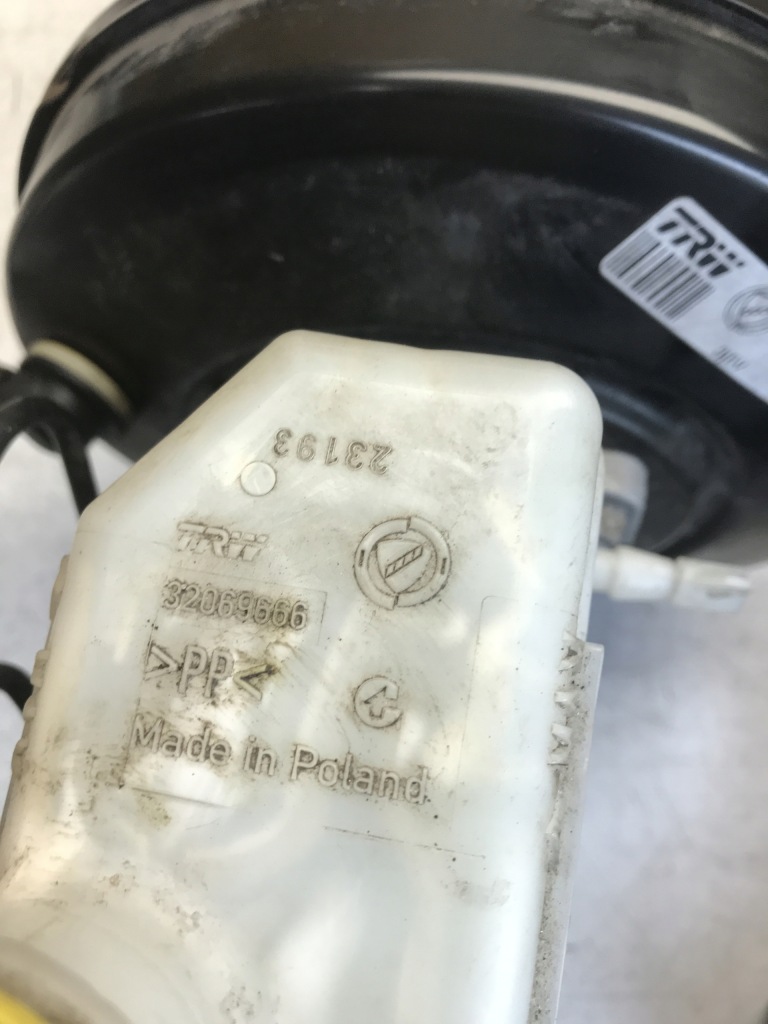 TRW
23193
TRW
32069666
>PP<
Made in Poland